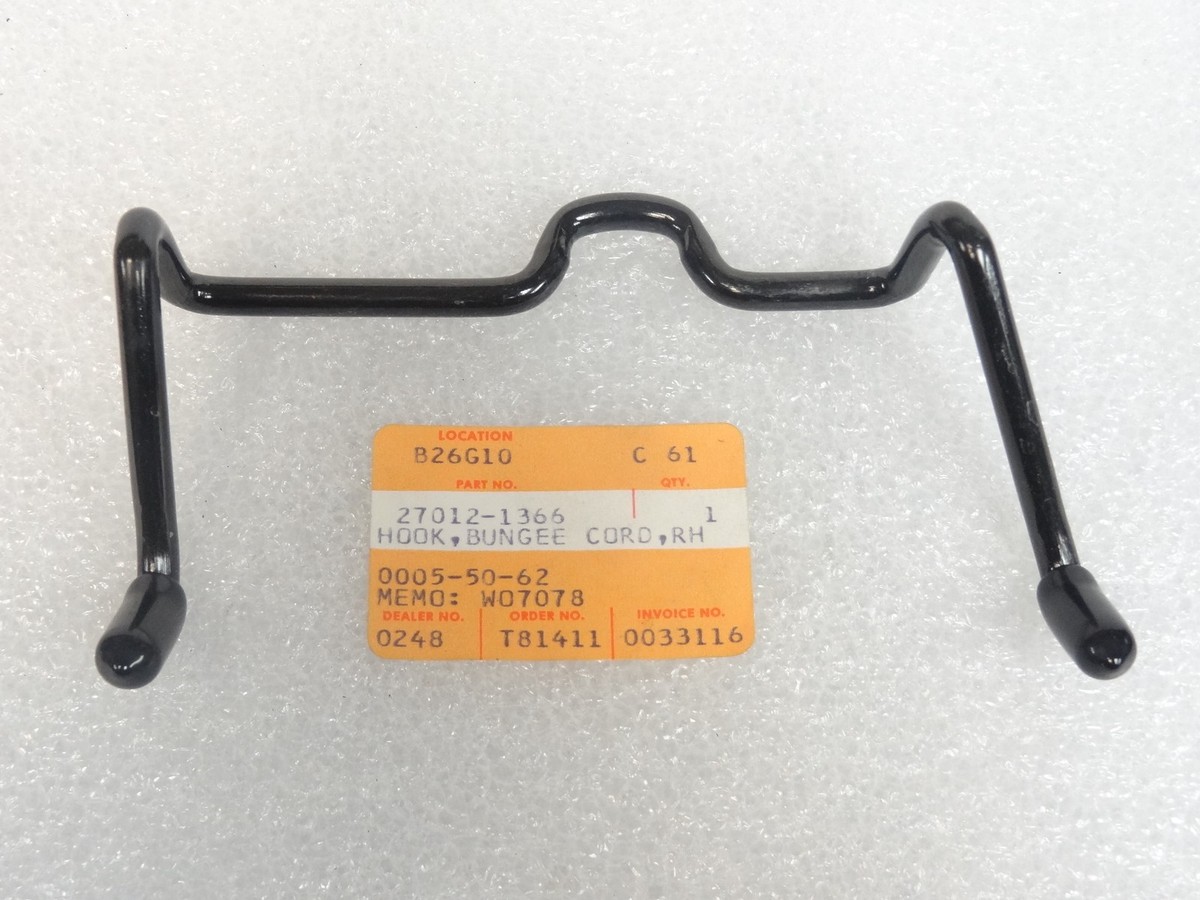 LOCATION
B26G10 C 61
PART NO. QTY.
27012-1366 1
HOOK,BUNGEE CORD,RH
0005-50-62
MEMO: W07078
DEALER NO. ORDER NO. INVOICE NO.
0248 T81411 0033116